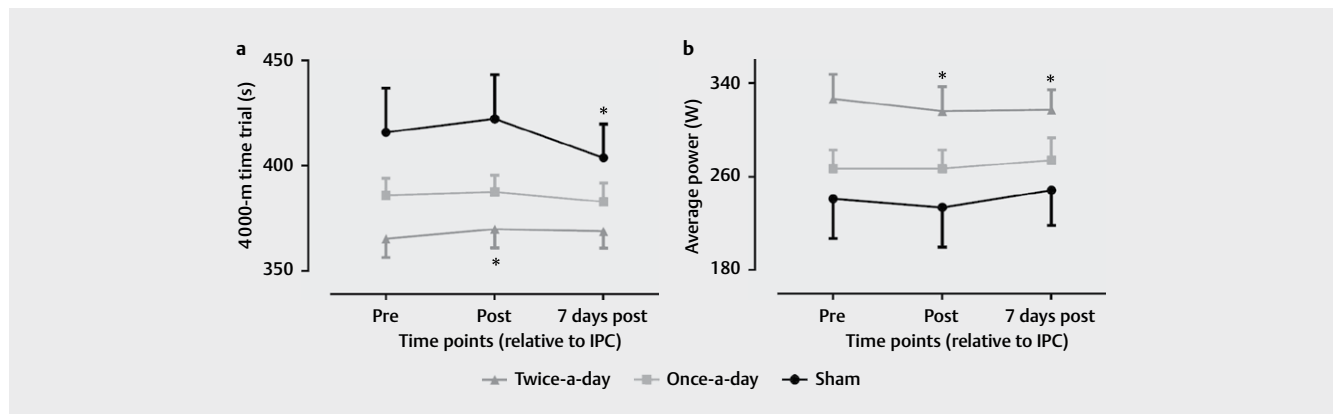 a
450
400
350
4000-m time trial (s)
*
*
Pre Post 7 days post
Time points (relative to IPC)
b
340
260
180
Average power (W)
* *
Pre Post 7 days post
Time points (relative to IPC)
Twice-a-day Once-a-day Sham